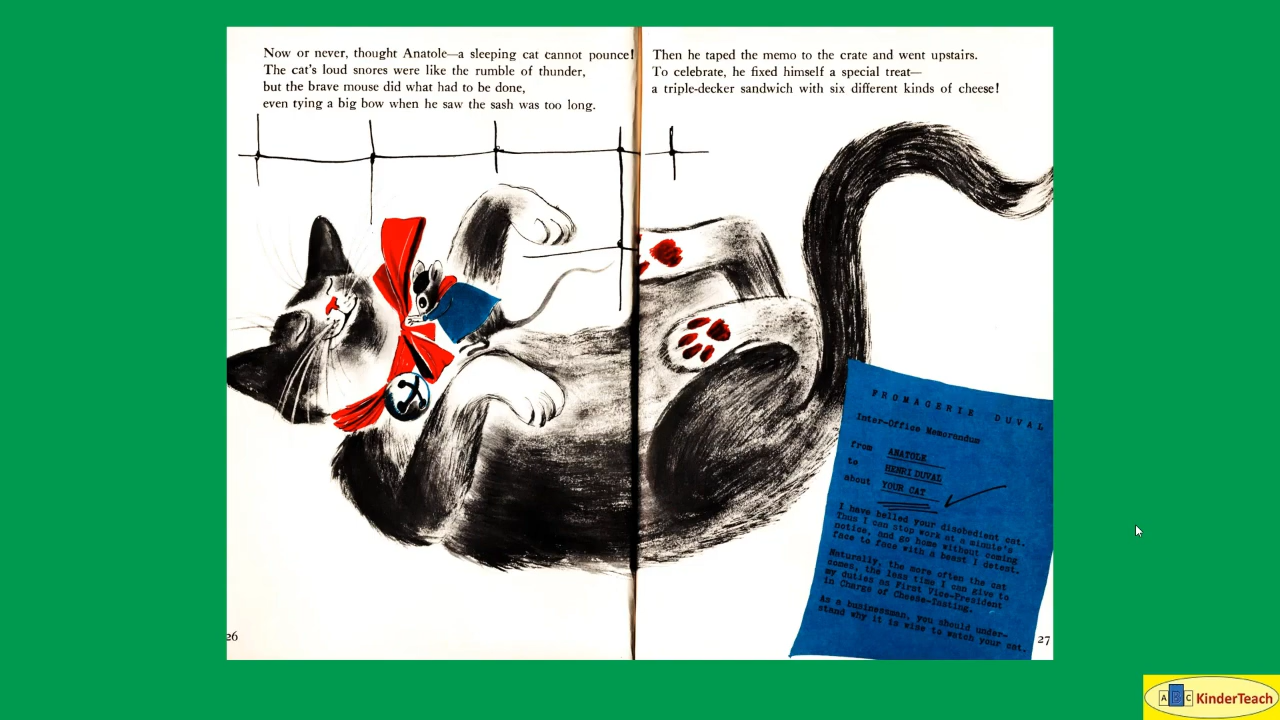 Now or never, thought Anatole—a sleeping cat cannot pounce!
The cat's loud snores were like the rumble of thunder,
but the brave mouse did what had to be done,
even tying a big bow when he saw the sash was too long.
Then he taped the memo to the crate and went upstairs.
To celebrate, he fixed himself a special treat—
a triple-decker sandwich with six different kinds of cheese!
FROMAGERIE DUVAL
Inter-Office Memorandum
from ANATOLE
to HENRI DUVAL
about YOUR CAT
I have belled your disobedient cat.
Thus I can stop work at a minute's
notice, and go home without coming
face to face with a beast I detest.
Naturally, the more often the cat
comes, the less time I can give to
my duties as First Vice-President
in Charge of Cheese-Tasting.
As a businessman, you should under-
stand why it is wise to watch your cat.
26
27
ABC KinderTeach